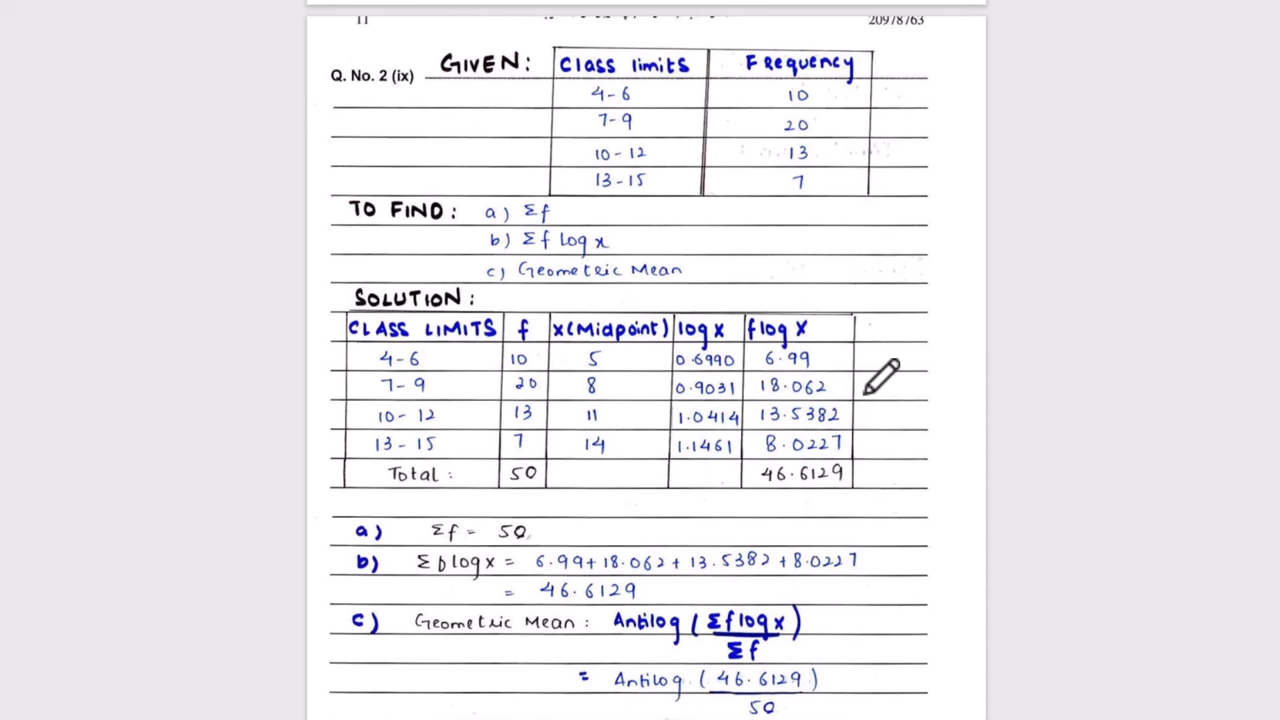 11 20978763
Q. No. 2 (ix) GIVEN: Class limits Frequency
4-6 10
7-9 20
10-12 13
13-15 7
TO FIND: a) Σf
b) Σf log x
c) Geometric Mean
SOLUTION:
CLASS LIMITS f x(Midpoint) log x f log x
4-6 10 5 0.6990 6.99
7-9 20 8 0.9031 18.062
10-12 13 11 1.0414 13.5382
13-15 7 14 1.1461 8.0227
Total: 50 46.6129
a) Σf = 50
b) Σf log x = 6.99+18.062+13.5382+8.0227
= 46.6129
c) Geometric Mean: Antilog (Σf log x)
Σf
= Antilog (46.6129)
50